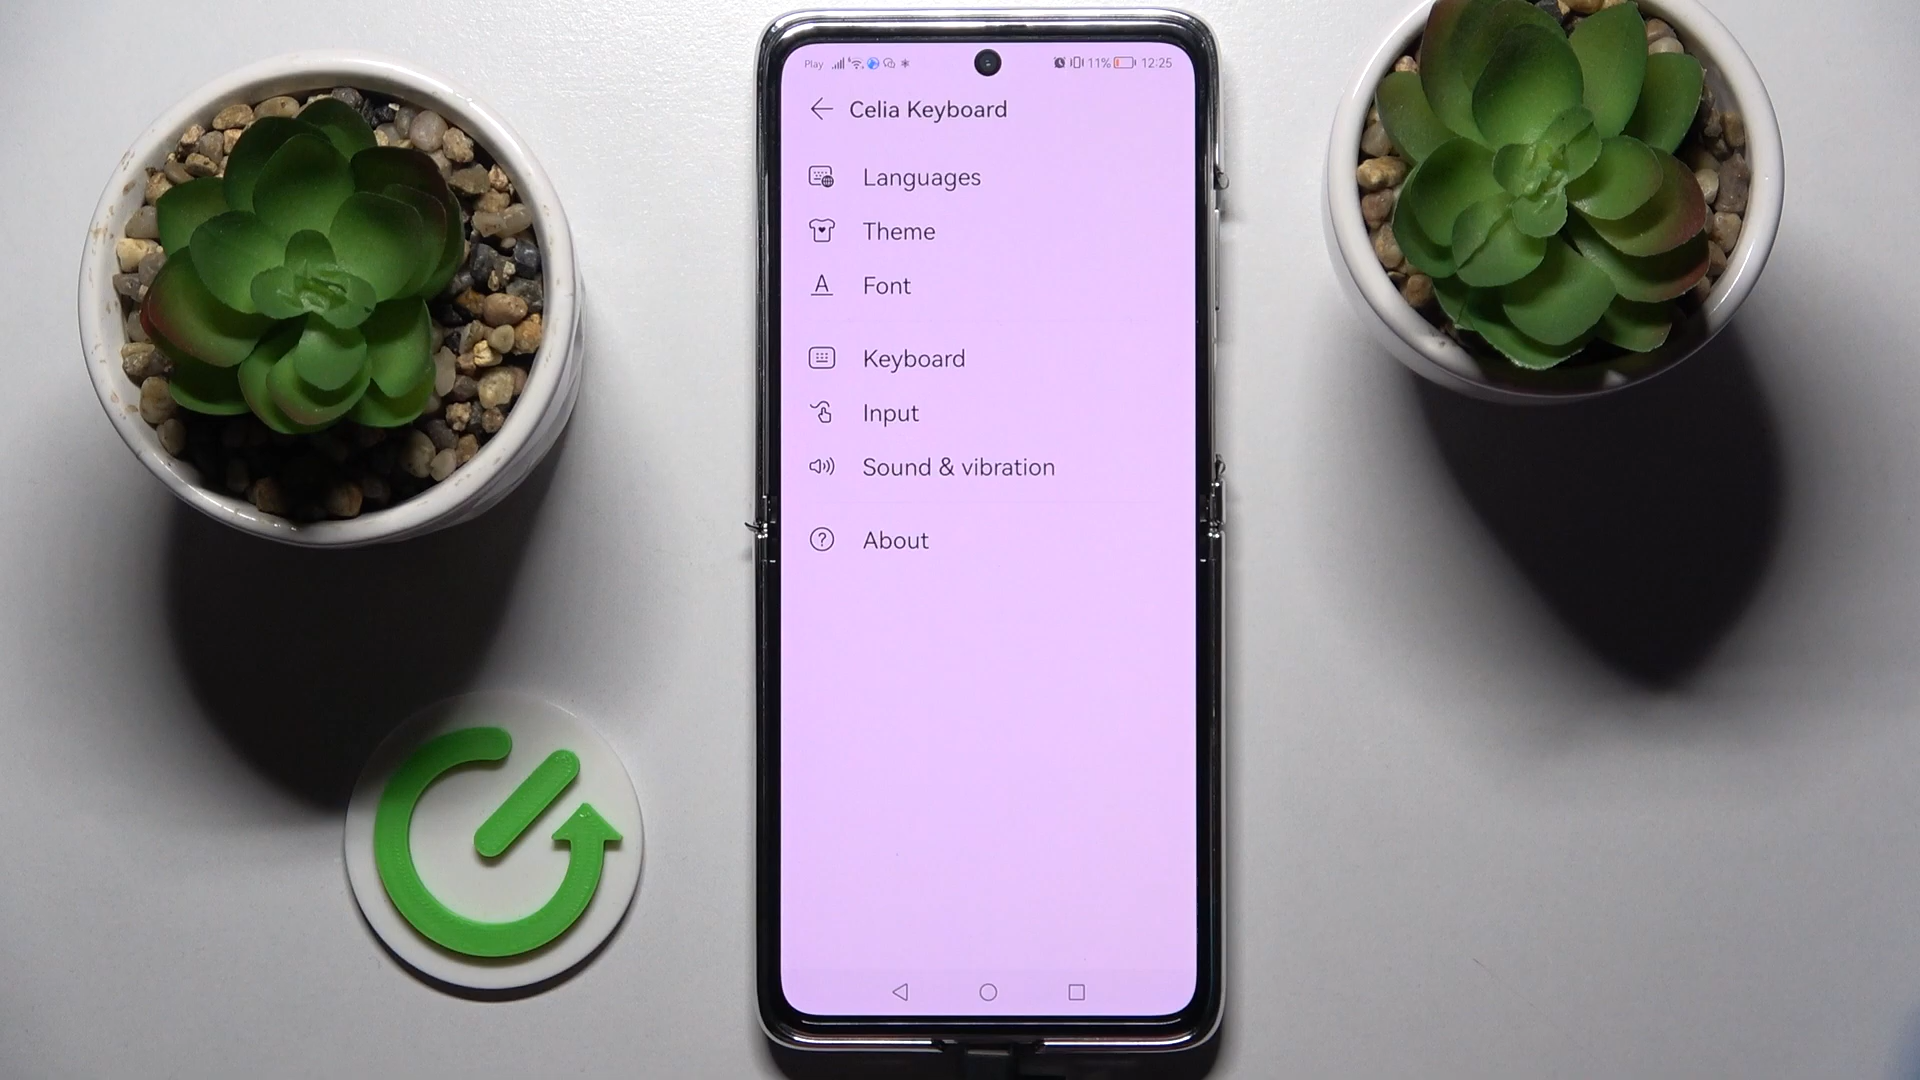 Play 11% 12:25
Celia Keyboard
Languages
Theme
Font
Keyboard
Input
Sound & vibration
About